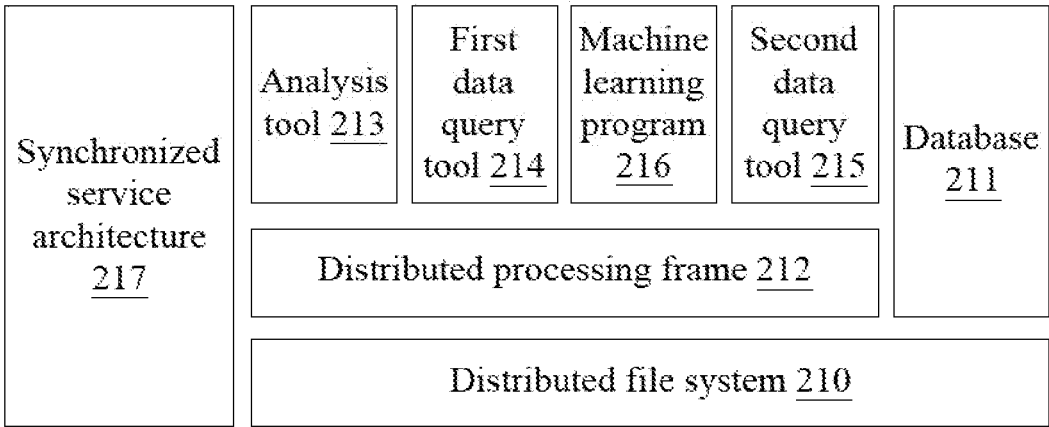 Synchronized
service
architecture
217
Analysis
tool 213
First
data
query
tool 214
Machine
learning
program
216
Second
data
query
tool 215
Database
211
Distributed processing frame 212
Distributed file system 210